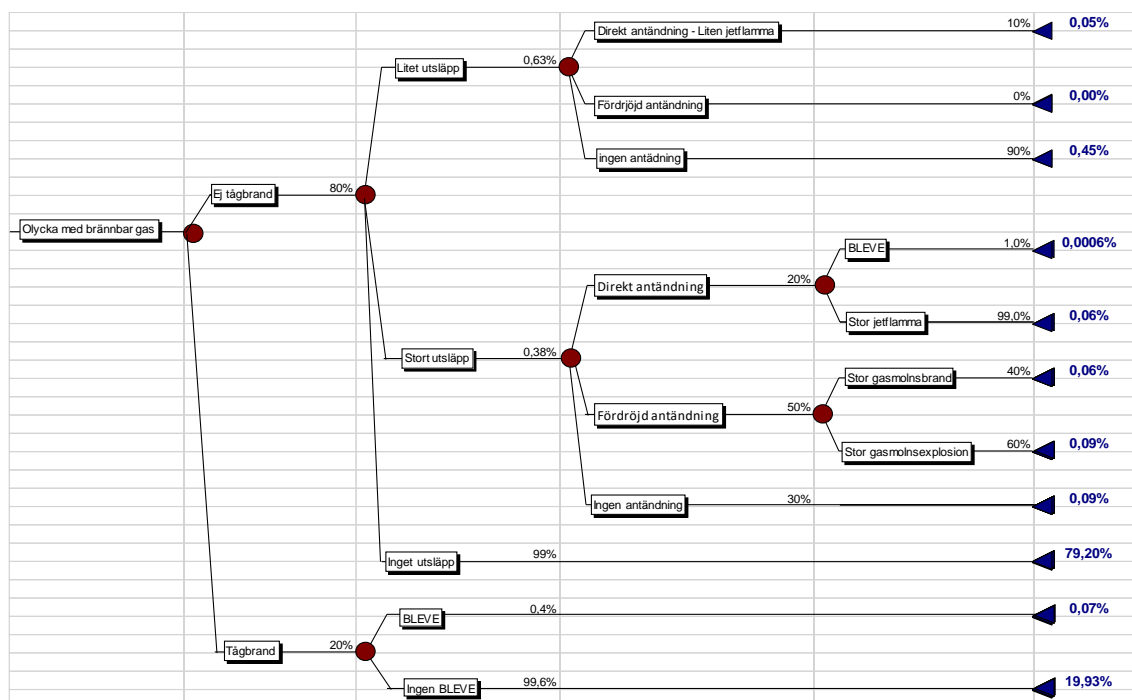 Direkt antändning - Liten jetflamma 10% 0,05%
Litet utsläpp 0,63%
Fördrjöjd antändning 0% 0,00%
ingen antädning 90% 0,45%
Ej tågbrand 80%
Olycka med brännbar gas
BLEVE 1,0% 0,0006%
Direkt antändning 20%
Stor jetflamma 99,0% 0,06%
Stort utsläpp 0,38%
Stor gasmolnsbrand 40% 0,06%
Fördröjd antändning 50%
Stor gasmolnsexplosion 60% 0,09%
Ingen antändning 30% 0,09%
Inget utsläpp 99% 79,20%
BLEVE 0,4% 0,07%
Tågbrand 20%
Ingen BLEVE 99,6% 19,93%